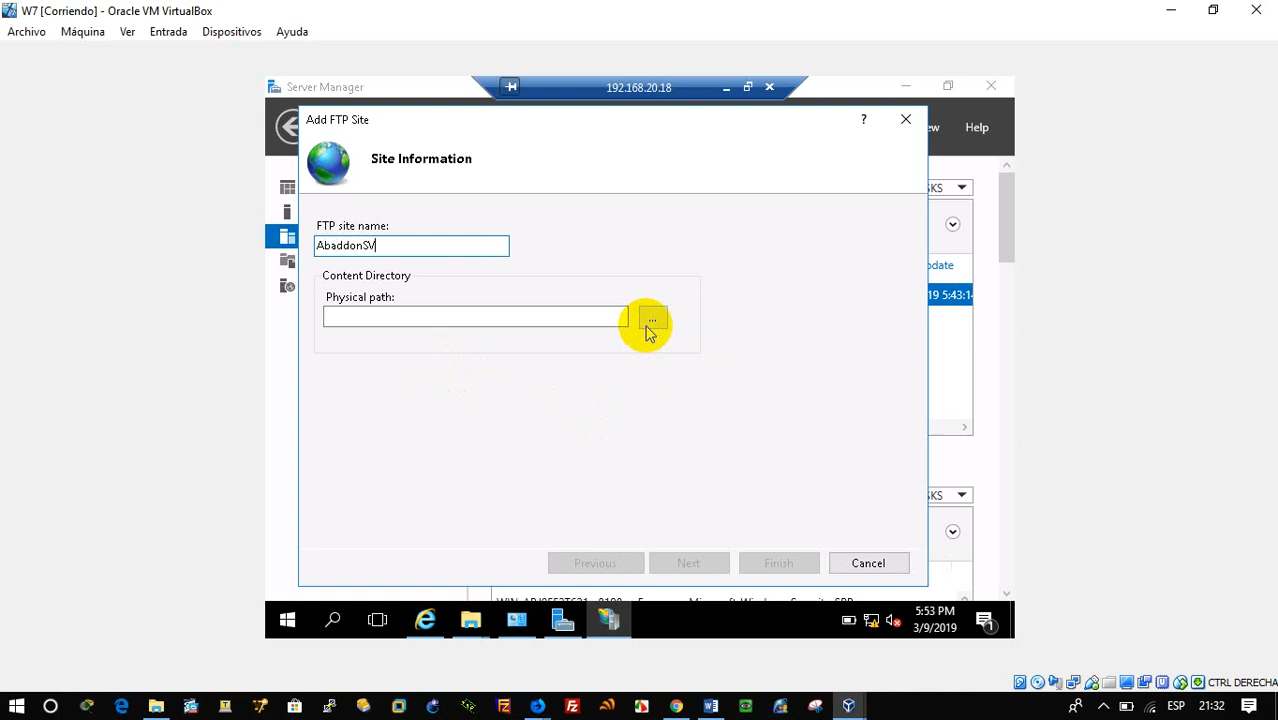 W7 [Corriendo] - Oracle VM VirtualBox
Archivo Máquina Ver Entrada Dispositivos Ayuda
Server Manager
192.168.20.18
Add FTP Site
?
Help
Site Information
FTP site name:
AbaddonSV
Content Directory
Physical path:
...
Previous Next Finish Cancel
5:53 PM
3/9/2019
1
CTRL DERECHA
ESP 21:32